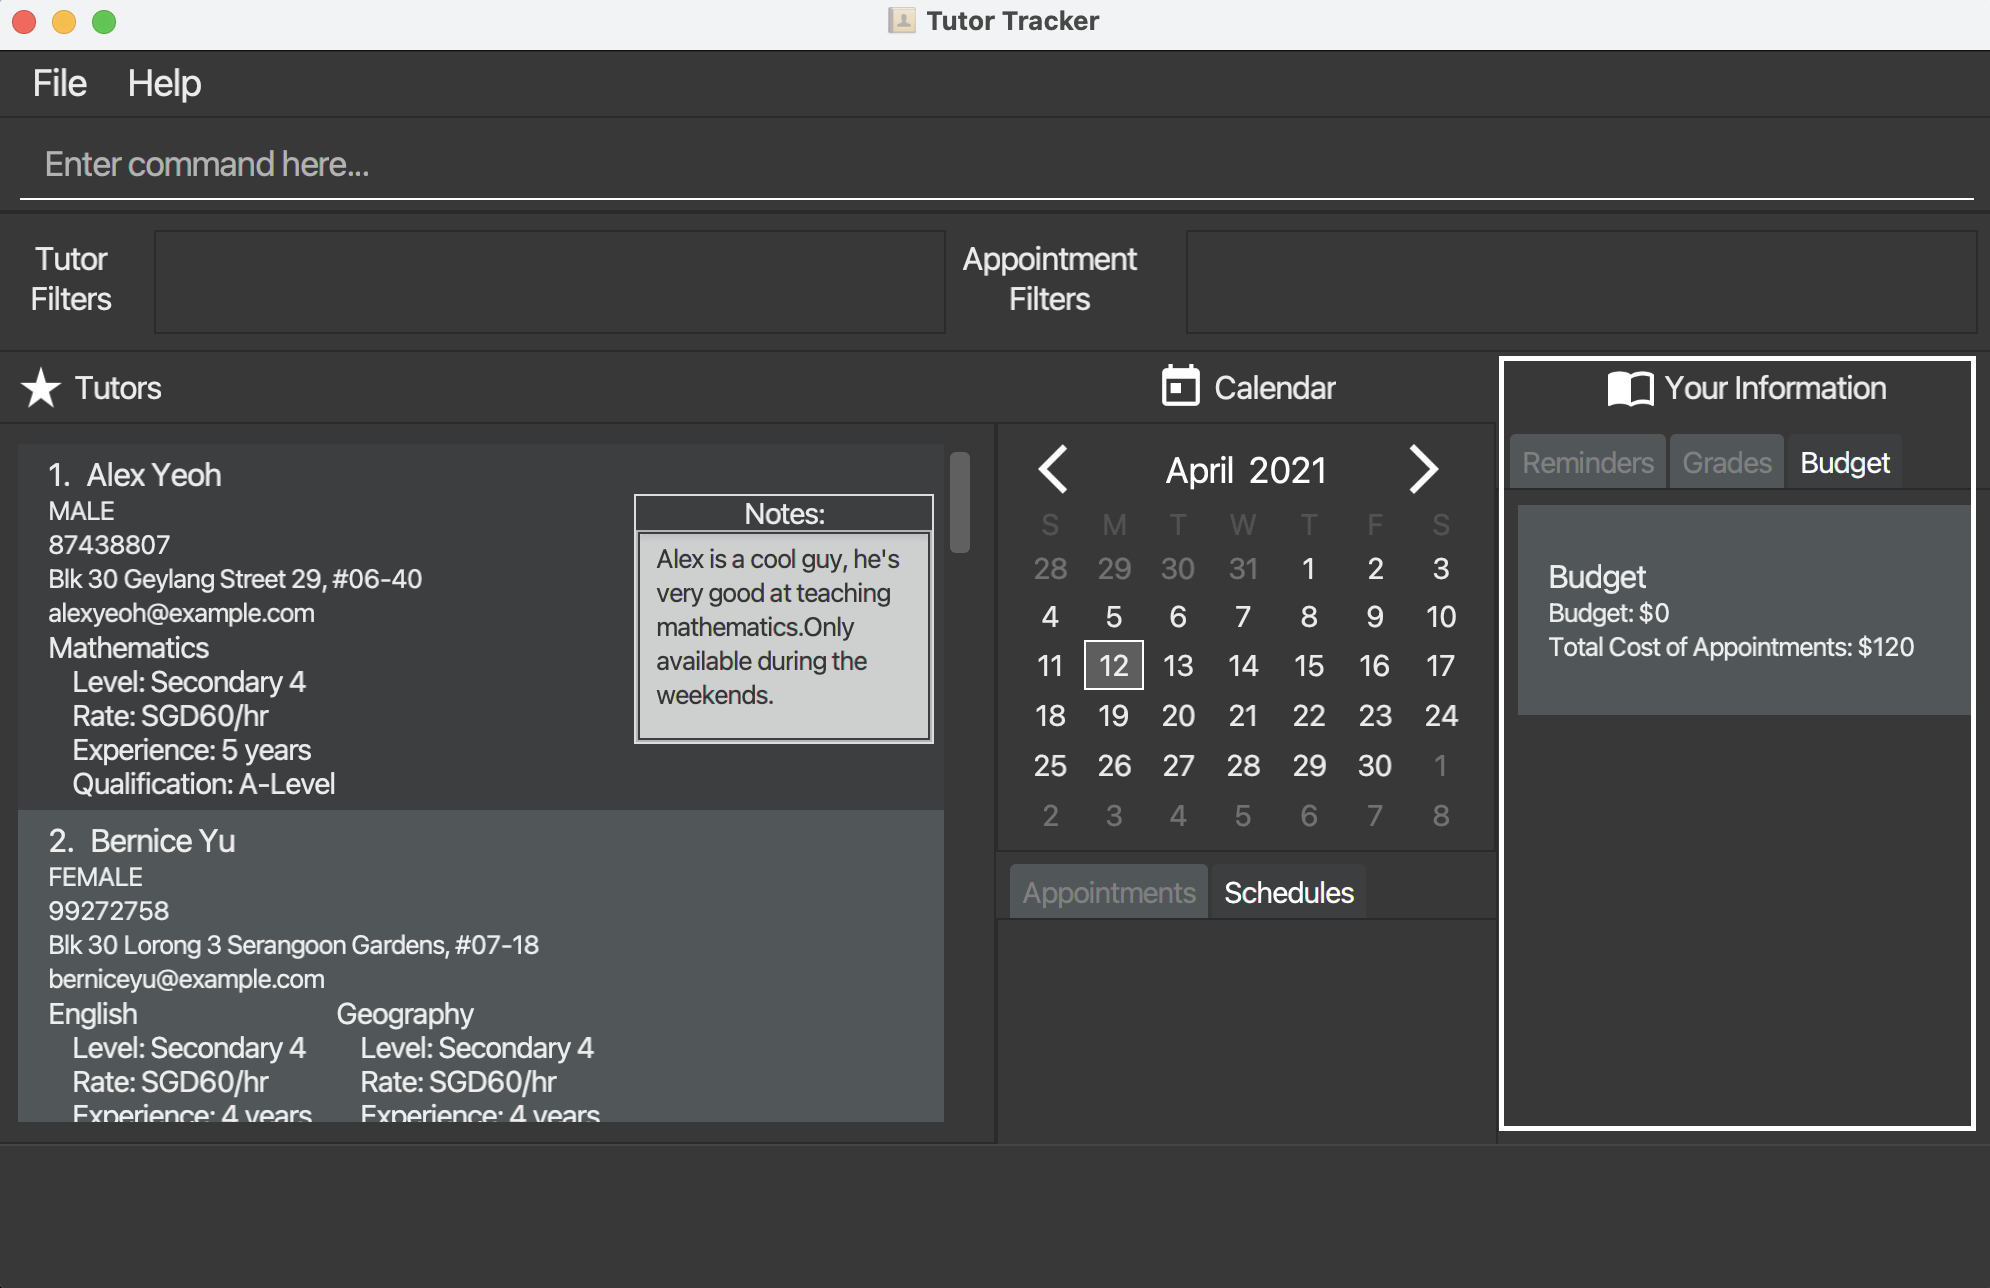 Tutor Tracker
File Help
Enter command here...
Tutor
Filters
Appointment
Filters
Tutors
1. Alex Yeoh
MALE
87438807
Blk 30 Geylang Street 29, #06-40
alexyeoh@example.com
Mathematics
Level: Secondary 4
Rate: SGD60/hr
Experience: 5 years
Qualification: A-Level
Notes:
Alex is a cool guy, he's
very good at teaching
mathematics.Only
available during the
weekends.
2. Bernice Yu
FEMALE
99272758
Blk 30 Lorong 3 Serangoon Gardens, #07-18
berniceyu@example.com
English Geography
Level: Secondary 4 Level: Secondary 4
Rate: SGD60/hr Rate: SGD60/hr
Experience: 4 years Experience: 4 years
Calendar
April 2021
S M T W T F S
28 29 30 31 1 2 3
4 5 6 7 8 9 10
11 12 13 14 15 16 17
18 19 20 21 22 23 24
25 26 27 28 29 30 1
2 3 4 5 6 7 8
Appointments Schedules
Your Information
Reminders Grades Budget
Budget
Budget: $0
Total Cost of Appointments: $120